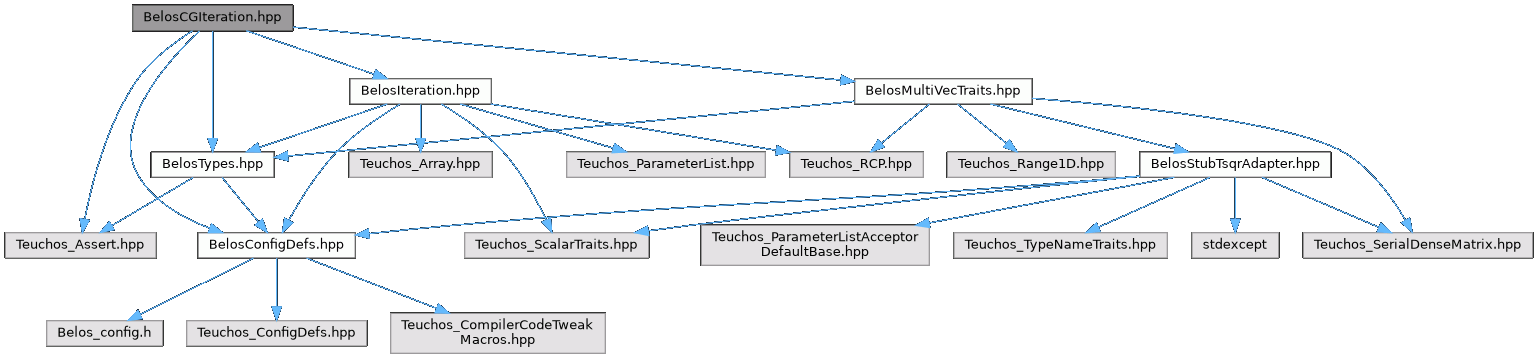 BelosCGIteration.hpp
BelosIteration.hpp
BelosMultiVecTraits.hpp
BelosTypes.hpp
Teuchos_Array.hpp
Teuchos_ParameterList.hpp
Teuchos_RCP.hpp
Teuchos_Range1D.hpp
BelosStubTsqrAdapter.hpp
Teuchos_Assert.hpp
BelosConfigDefs.hpp
Teuchos_ScalarTraits.hpp
Teuchos_ParameterListAcceptor
DefaultBase.hpp
Teuchos_TypeNameTraits.hpp
stdexcept
Teuchos_SerialDenseMatrix.hpp
Belos_config.h
Teuchos_ConfigDefs.hpp
Teuchos_CompilerCodeTweak
Macros.hpp